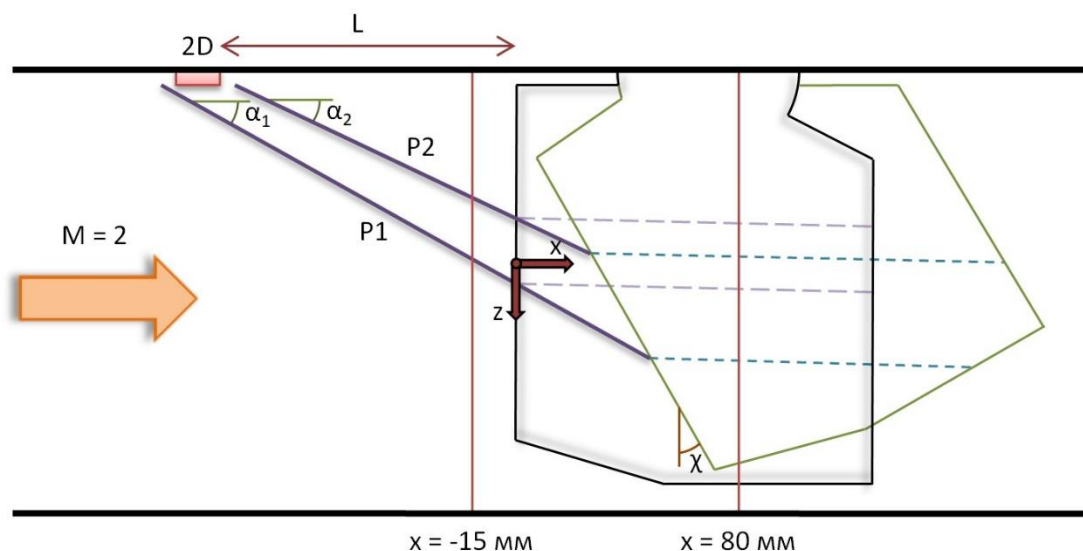 L
2D
α₁
α₂
P2
P1
M = 2
x
z
χ
x = -15 мм
x = 80 мм